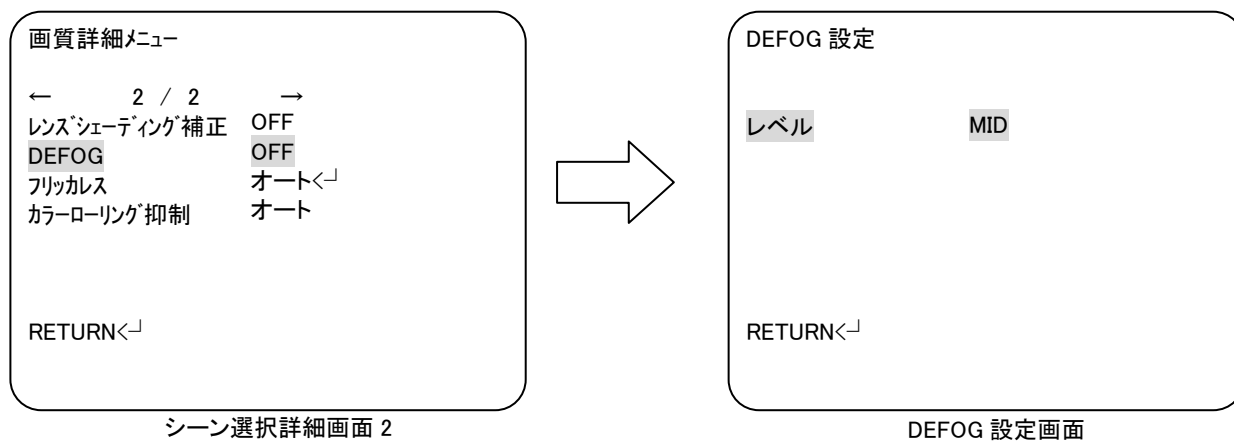 画質詳細ﾒﾆｭｰ
← 2 / 2 →
ﾚﾝｽﾞｼｪｰﾃﾞｨﾝｸﾞ補正 OFF
DEFOG OFF
ﾌﾘｯｶﾚｽ オート<┘
ｶﾗｰﾛｰﾘﾝｸﾞ抑制 オート
RETURN<┘
シーン選択詳細画面 2
DEFOG 設定
レベル MID
RETURN<┘
DEFOG 設定画面